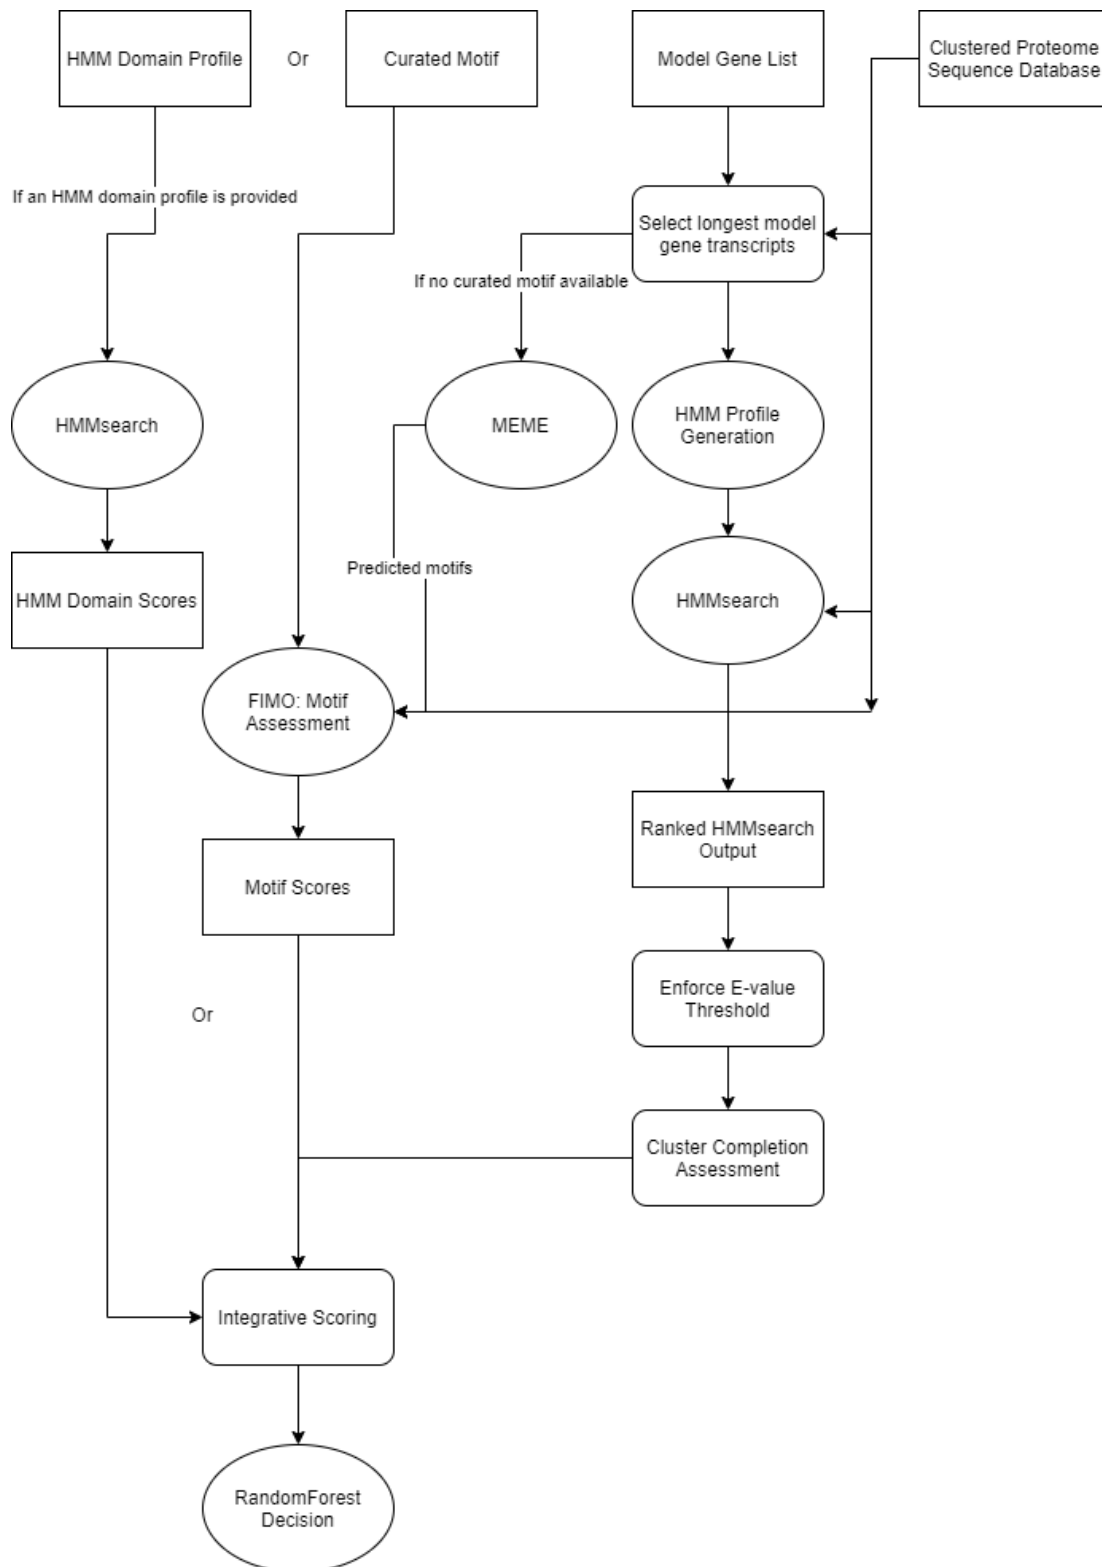 HMM Domain Profile
Or
Curated Motif
Model Gene List
Clustered Proteome
Sequence Database
If an HMM domain profile is provided
Select longest model
gene transcripts
If no curated motif available
HMMsearch
MEME
HMM Profile
Generation
Predicted motifs
HMM Domain Scores
HMMsearch
FIMO: Motif
Assessment
Ranked HMMsearch
Output
Motif Scores
Enforce E-value
Threshold
Or
Cluster Completion
Assessment
Integrative Scoring
RandomForest
Decision